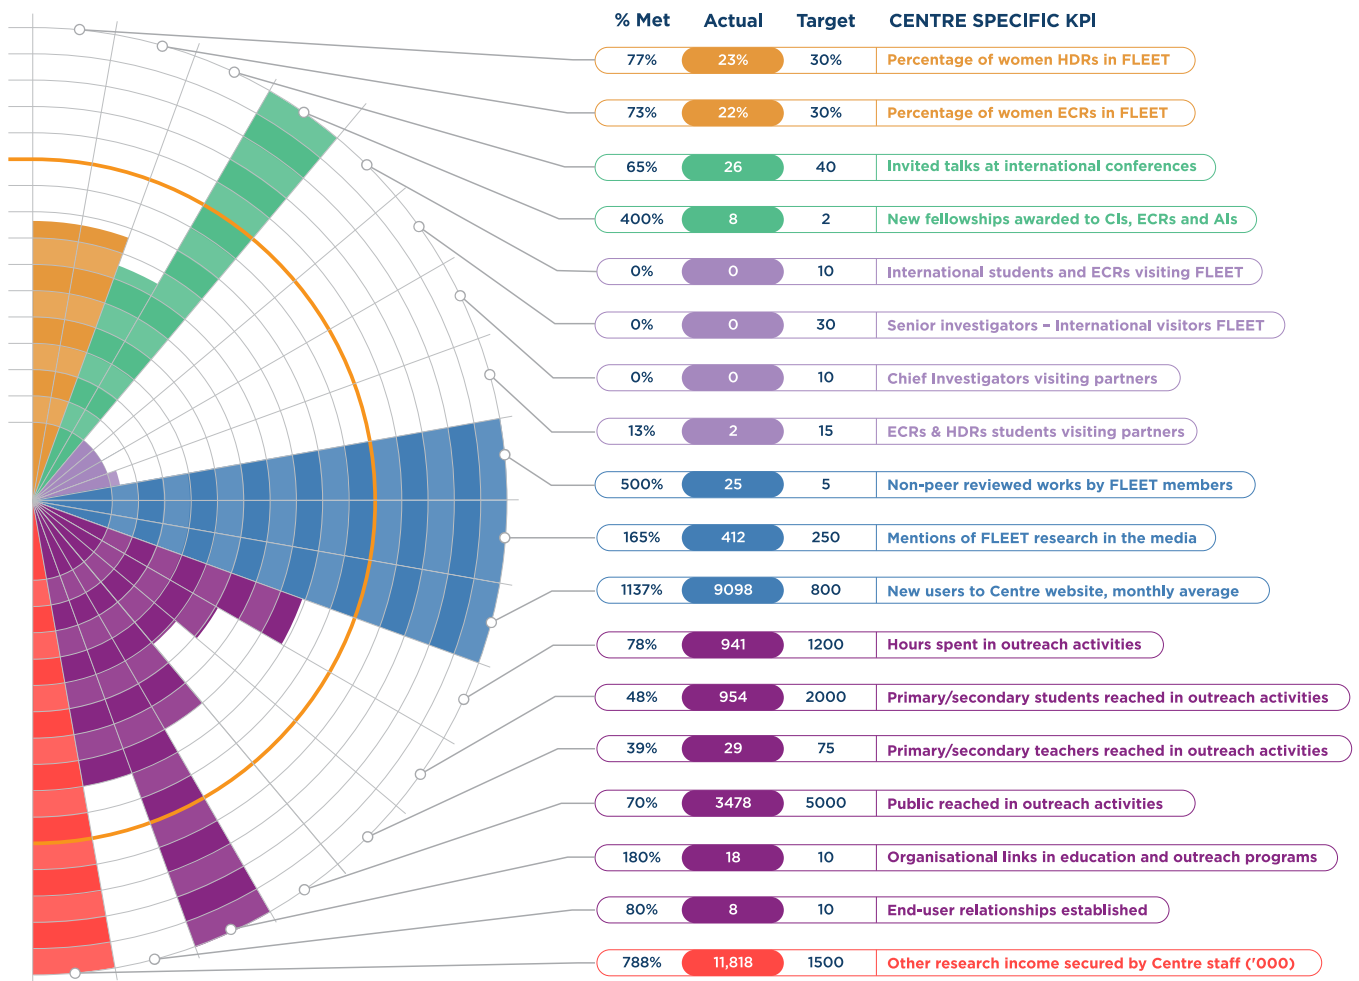 % Met Actual Target CENTRE SPECIFIC KPI
77% 23% 30% Percentage of women HDRs in FLEET
73% 22% 30% Percentage of women ECRs in FLEET
65% 26 40 Invited talks at international conferences
400% 8 2 New fellowships awarded to CIs, ECRs and AIs
0% 0 10 International students and ECRs visiting FLEET
0% 0 30 Senior investigators – International visitors FLEET
0% 0 10 Chief Investigators visiting partners
13% 2 15 ECRs & HDRs students visiting partners
500% 25 5 Non-peer reviewed works by FLEET members
165% 412 250 Mentions of FLEET research in the media
1137% 9098 800 New users to Centre website, monthly average
78% 941 1200 Hours spent in outreach activities
48% 954 2000 Primary/secondary students reached in outreach activities
39% 29 75 Primary/secondary teachers reached in outreach activities
70% 3478 5000 Public reached in outreach activities
180% 18 10 Organisational links in education and outreach programs
80% 8 10 End-user relationships established
788% 11,818 1500 Other research income secured by Centre staff ('000)